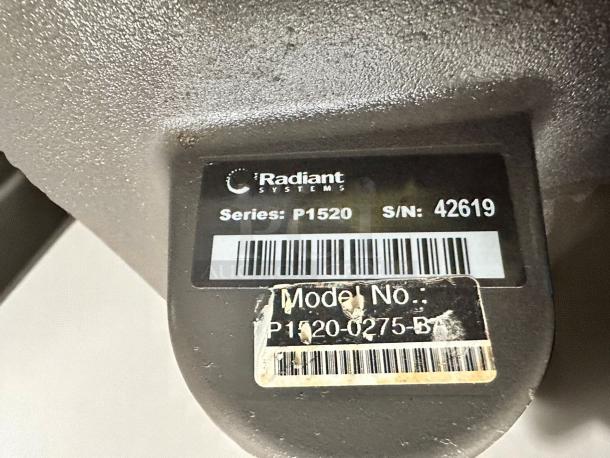 Radiant
SYSTEMS
Series: P1520 S/N: 42619
Model No.:
P1520-0275-BA